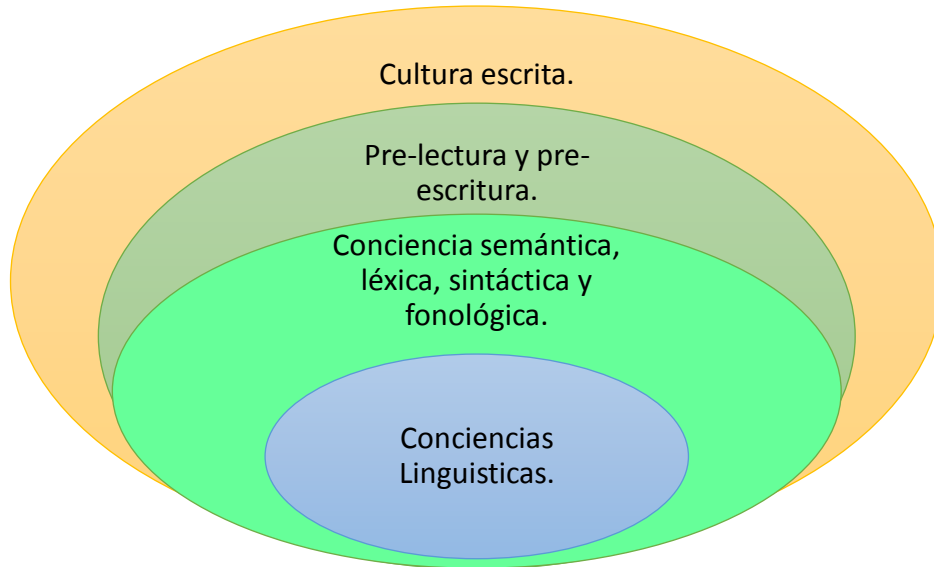 Cultura escrita.
Pre-lectura y pre-
escritura.
Conciencia semántica,
léxica, sintáctica y
fonológica.
Conciencias
Linguisticas.